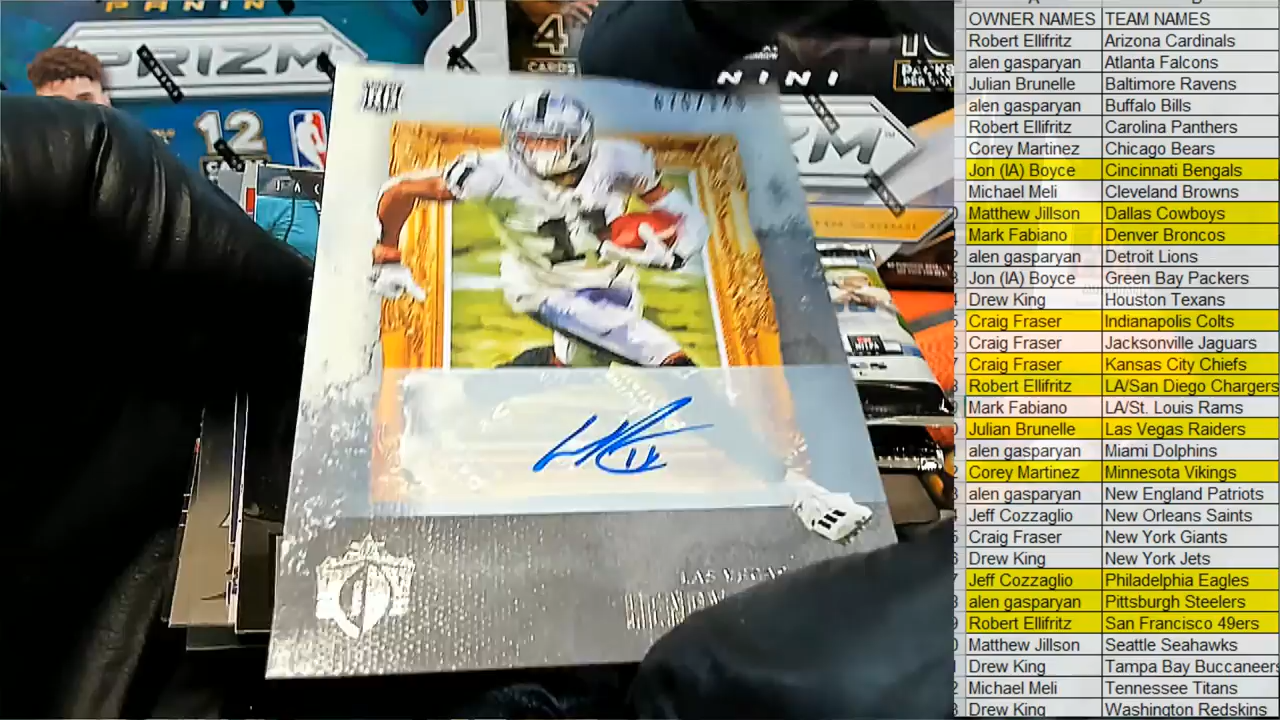 PANINI
PRIZM
4
CARDS
NINI
PACKS
12
ZM
LAS VEGAS
OWNER NAMES TEAM NAMES
Robert Ellifritz Arizona Cardinals
alen gasparyan Atlanta Falcons
Julian Brunelle Baltimore Ravens
alen gasparyan Buffalo Bills
Robert Ellifritz Carolina Panthers
Corey Martinez Chicago Bears
Jon (IA) Boyce Cincinnati Bengals
Michael Meli Cleveland Browns
Matthew Jillson Dallas Cowboys
Mark Fabiano Denver Broncos
alen gasparyan Detroit Lions
Jon (IA) Boyce Green Bay Packers
Drew King Houston Texans
Craig Fraser Indianapolis Colts
Craig Fraser Jacksonville Jaguars
Craig Fraser Kansas City Chiefs
Robert Ellifritz LA/San Diego Chargers
Mark Fabiano LA/St. Louis Rams
Julian Brunelle Las Vegas Raiders
alen gasparyan Miami Dolphins
Corey Martinez Minnesota Vikings
alen gasparyan New England Patriots
Jeff Cozzaglio New Orleans Saints
Craig Fraser New York Giants
Drew King New York Jets
Jeff Cozzaglio Philadelphia Eagles
alen gasparyan Pittsburgh Steelers
Robert Ellifritz San Francisco 49ers
Matthew Jillson Seattle Seahawks
Drew King Tampa Bay Buccaneers
Michael Meli Tennessee Titans
Drew King Washington Redskins